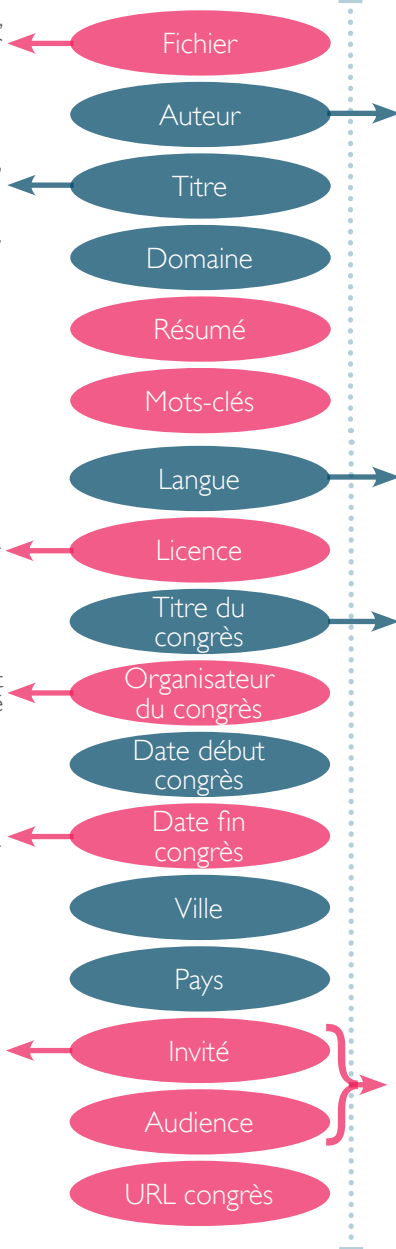 Fichier
Auteur
Titre
Domaine
Résumé
Mots-clés
Langue
Licence
Titre du
congrès
Organisateur
du congrès
Date début
congrès
Date fin
congrès
Ville
Pays
Invité
Audience
URL congrès